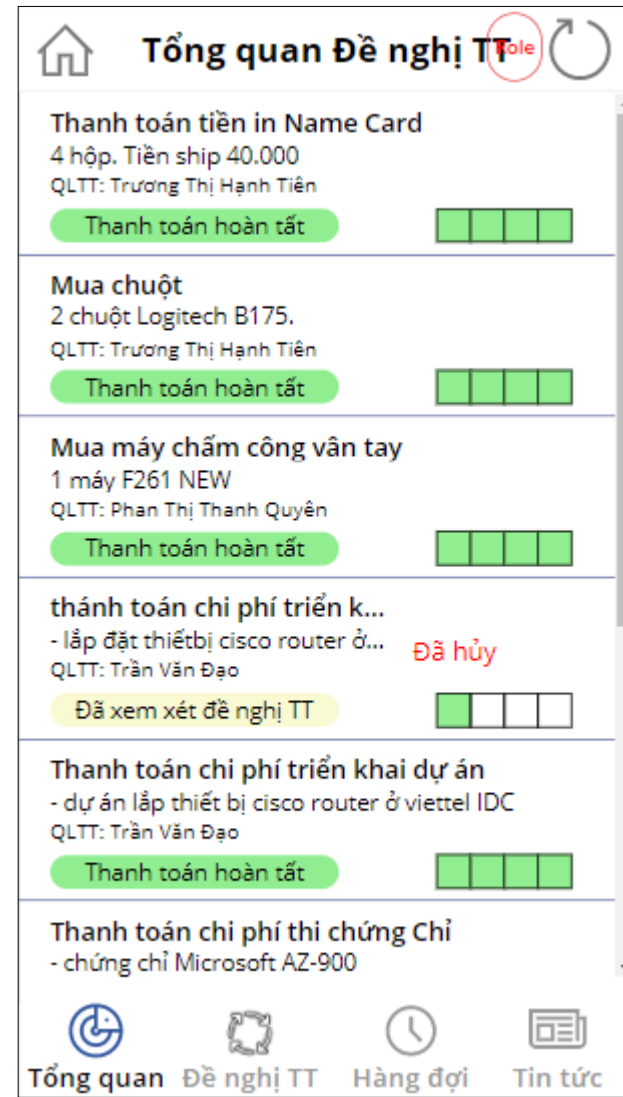 Tổng quan Đề nghị TT
Role
Thanh toán tiền in Name Card
4 hộp. Tiền ship 40.000
QLTT: Trương Thị Hạnh Tiên
Thanh toán hoàn tất
Mua chuột
2 chuột Logitech B175.
QLTT: Trương Thị Hạnh Tiên
Thanh toán hoàn tất
Mua máy chấm công vân tay
1 máy F261 NEW
QLTT: Phan Thị Thanh Quyên
Thanh toán hoàn tất
thánh toán chi phí triển k...
- lắp đặt thiếtbị cisco router ở...
Đã hủy
QLTT: Trần Văn Đạo
Đã xem xét đề nghị TT
Thanh toán chi phí triển khai dự án
- dự án lắp thiết bị cisco router ở viettel IDC
QLTT: Trần Văn Đạo
Thanh toán hoàn tất
Thanh toán chi phí thi chứng Chỉ
- chứng chỉ Microsoft AZ-900
Tổng quan Đề nghị TT Hàng đợi Tin tức